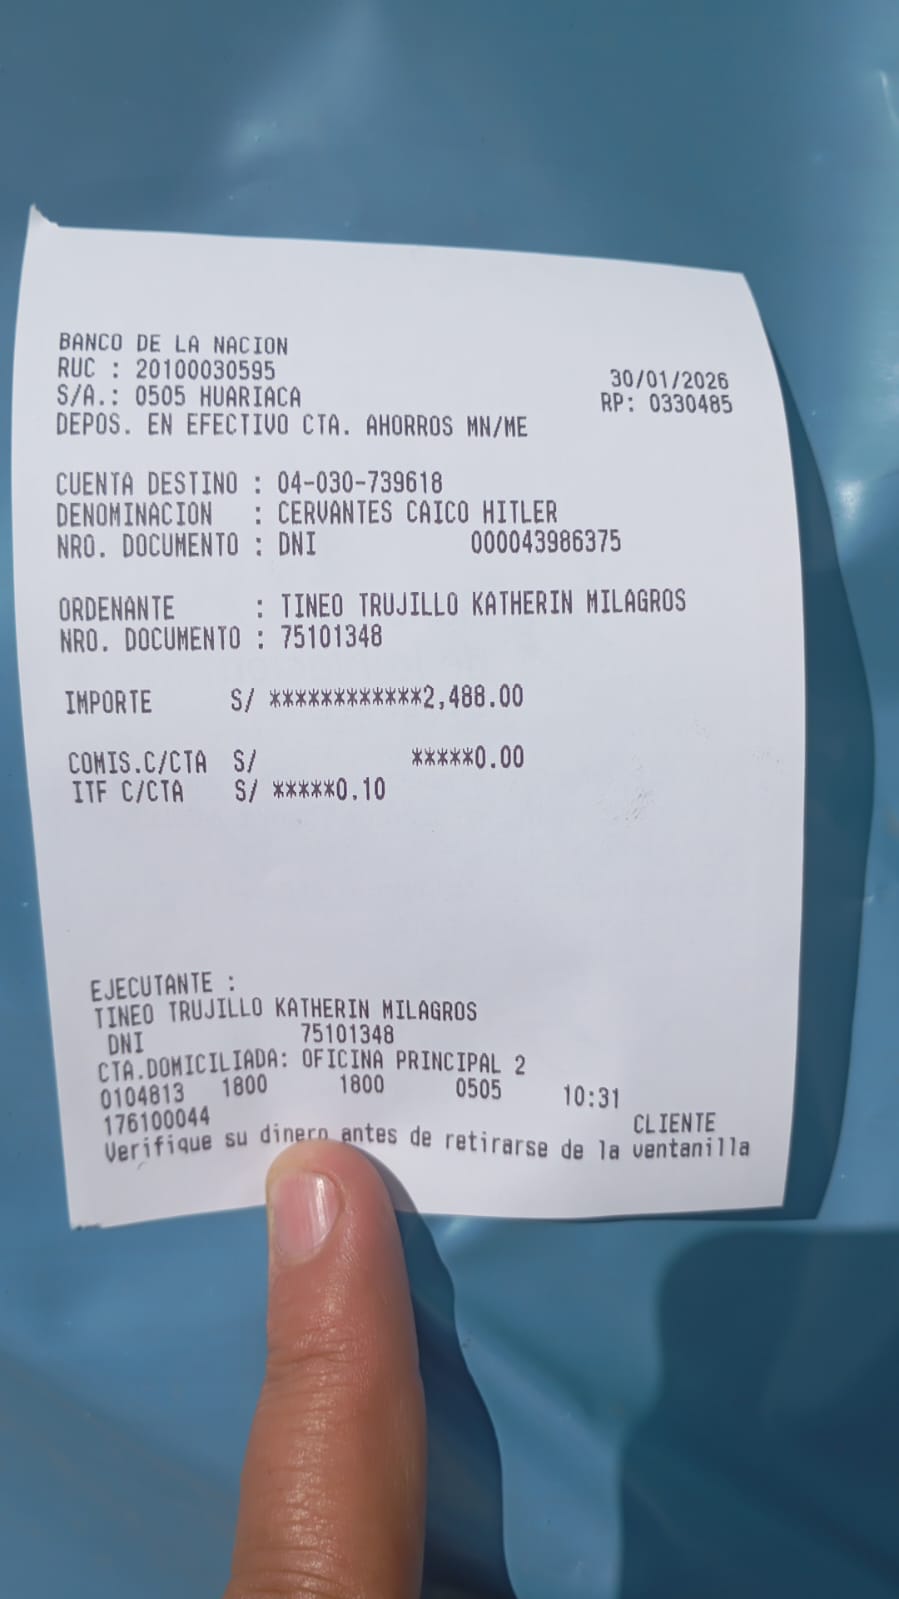 BANCO DE LA NACION
RUC : 20100030595
30/01/2026
S/A.: 0505 HUARIACA
RP: 0330485
DEPOS. EN EFECTIVO CTA. AHORROS MN/ME
CUENTA DESTINO : 04-030-739618
DENOMINACION : CERVANTES CAICO HITLER
NRO. DOCUMENTO : DNI 000043986375
ORDENANTE : TINEO TRUJILLO KATHERIN MILAGROS
NRO. DOCUMENTO : 75101348
IMPORTE S/ ************2,488.00
COMIS.C/CTA S/ *****0.00
ITF C/CTA S/ *****0.10
EJECUTANTE :
TINEO TRUJILLO KATHERIN MILAGROS
DNI 75101348
CTA.DOMICILIADA: OFICINA PRINCIPAL 2
0104813 1800 1800 0505 10:31
176100044 CLIENTE
Verifique su dinero antes de retirarse de la ventanilla